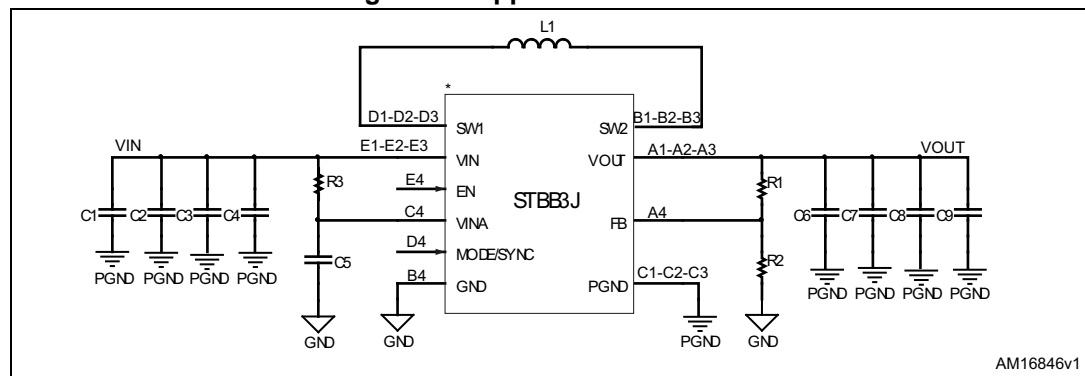 L1
*
D1-D2-D3
SW1
SW2
B1-B2-B3
VIN
E1-E2-E3
VIN
VOUT
A1-A2-A3
VOUT
R3
E4
EN
STBB3J
R1
C1
C2
C3
C4
C4
VINA
FB
A4
C6
C7
C8
C9
D4
MODE/SYNC
C5
R2
PGND
PGND
PGND
PGND
B4
GND
PGND
C1-C2-C3
PGND
PGND
PGND
PGND
GND
GND
PGND
GND
AM16846v1